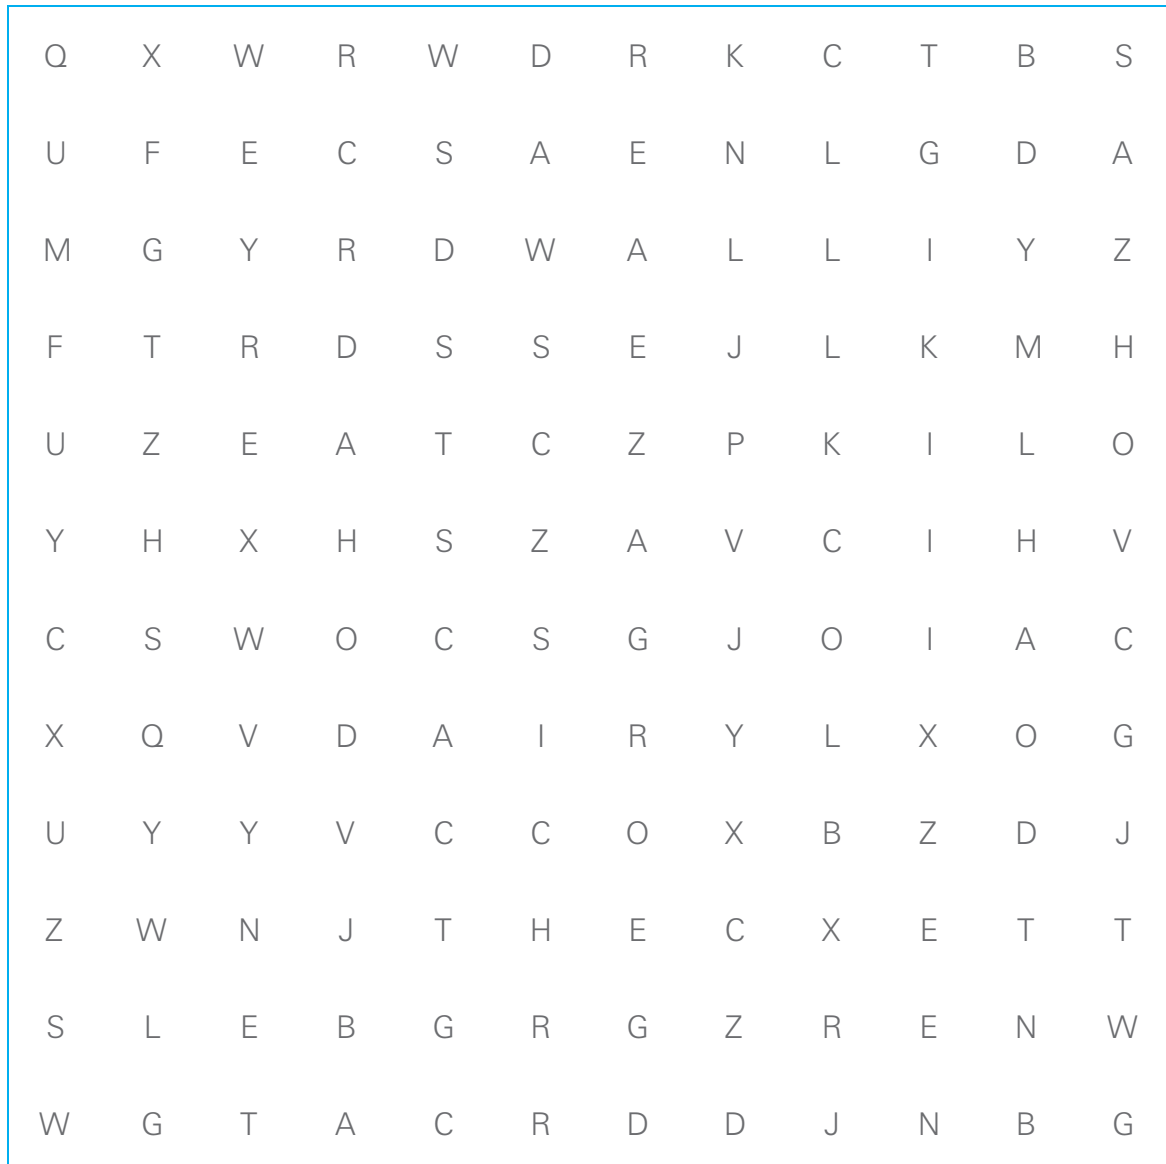 Q X W R W D R K C T B S
U F E C S A E N L G D A
M G Y R D W A L L I Y Z
F T R D S S E J L K M H
U Z E A T C Z P K I L O
Y H X H S Z A V C I H V
C S W O C S G J O I A C
X Q V D A I R Y L X O G
U Y Y V C C O X B Z D J
Z W N J T H E C X E T T
S L E B G R G Z R E N W
W G T A C R D D J N B G